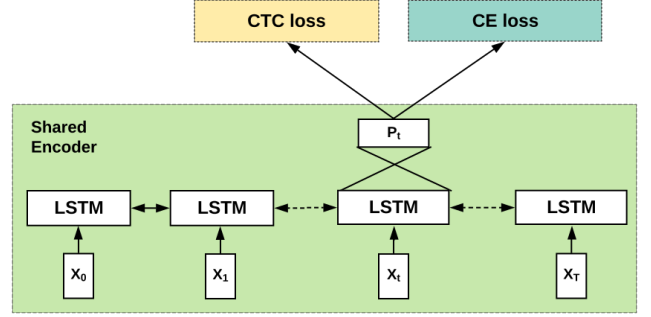 CTC loss
CE loss
Shared
Encoder
Pt
LSTM
LSTM
LSTM
LSTM
X0
X1
Xt
XT